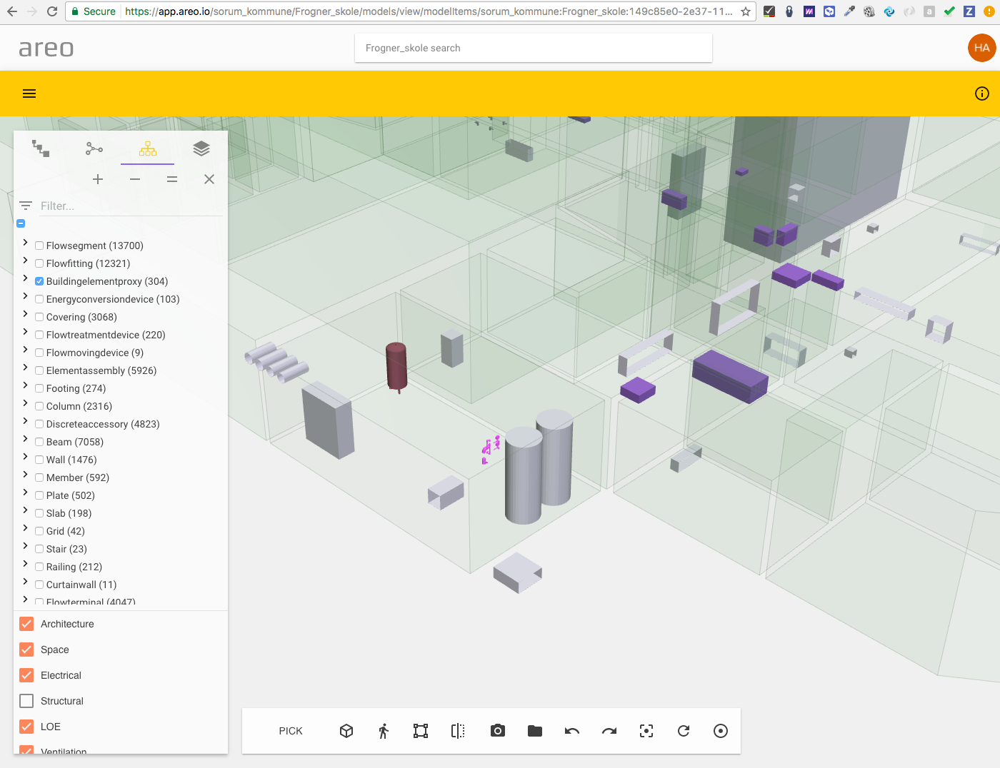 Secure https://app.areo.io/sorum_kommune/Frogner_skole/models/view/modelItems/sorum_kommune:Frogner_skole:149c85e0-2e37-11...
areo
Frogner_skole search
HA
Filter...
Flowsegment (13700)
Flowfitting (12321)
Buildingelementproxy (304)
Energyconversiondevice (103)
Covering (3068)
Flowtreatmentdevice (220)
Flowmovingdevice (9)
Elementassembly (5926)
Footing (274)
Column (2316)
Discreteaccessory (4823)
Beam (7058)
Wall (1476)
Member (592)
Plate (502)
Slab (198)
Grid (42)
Stair (23)
Railing (212)
Curtainwall (11)
Flowterminal (4047)
Architecture
Space
Electrical
Structural
LOE
Ventilation
PICK